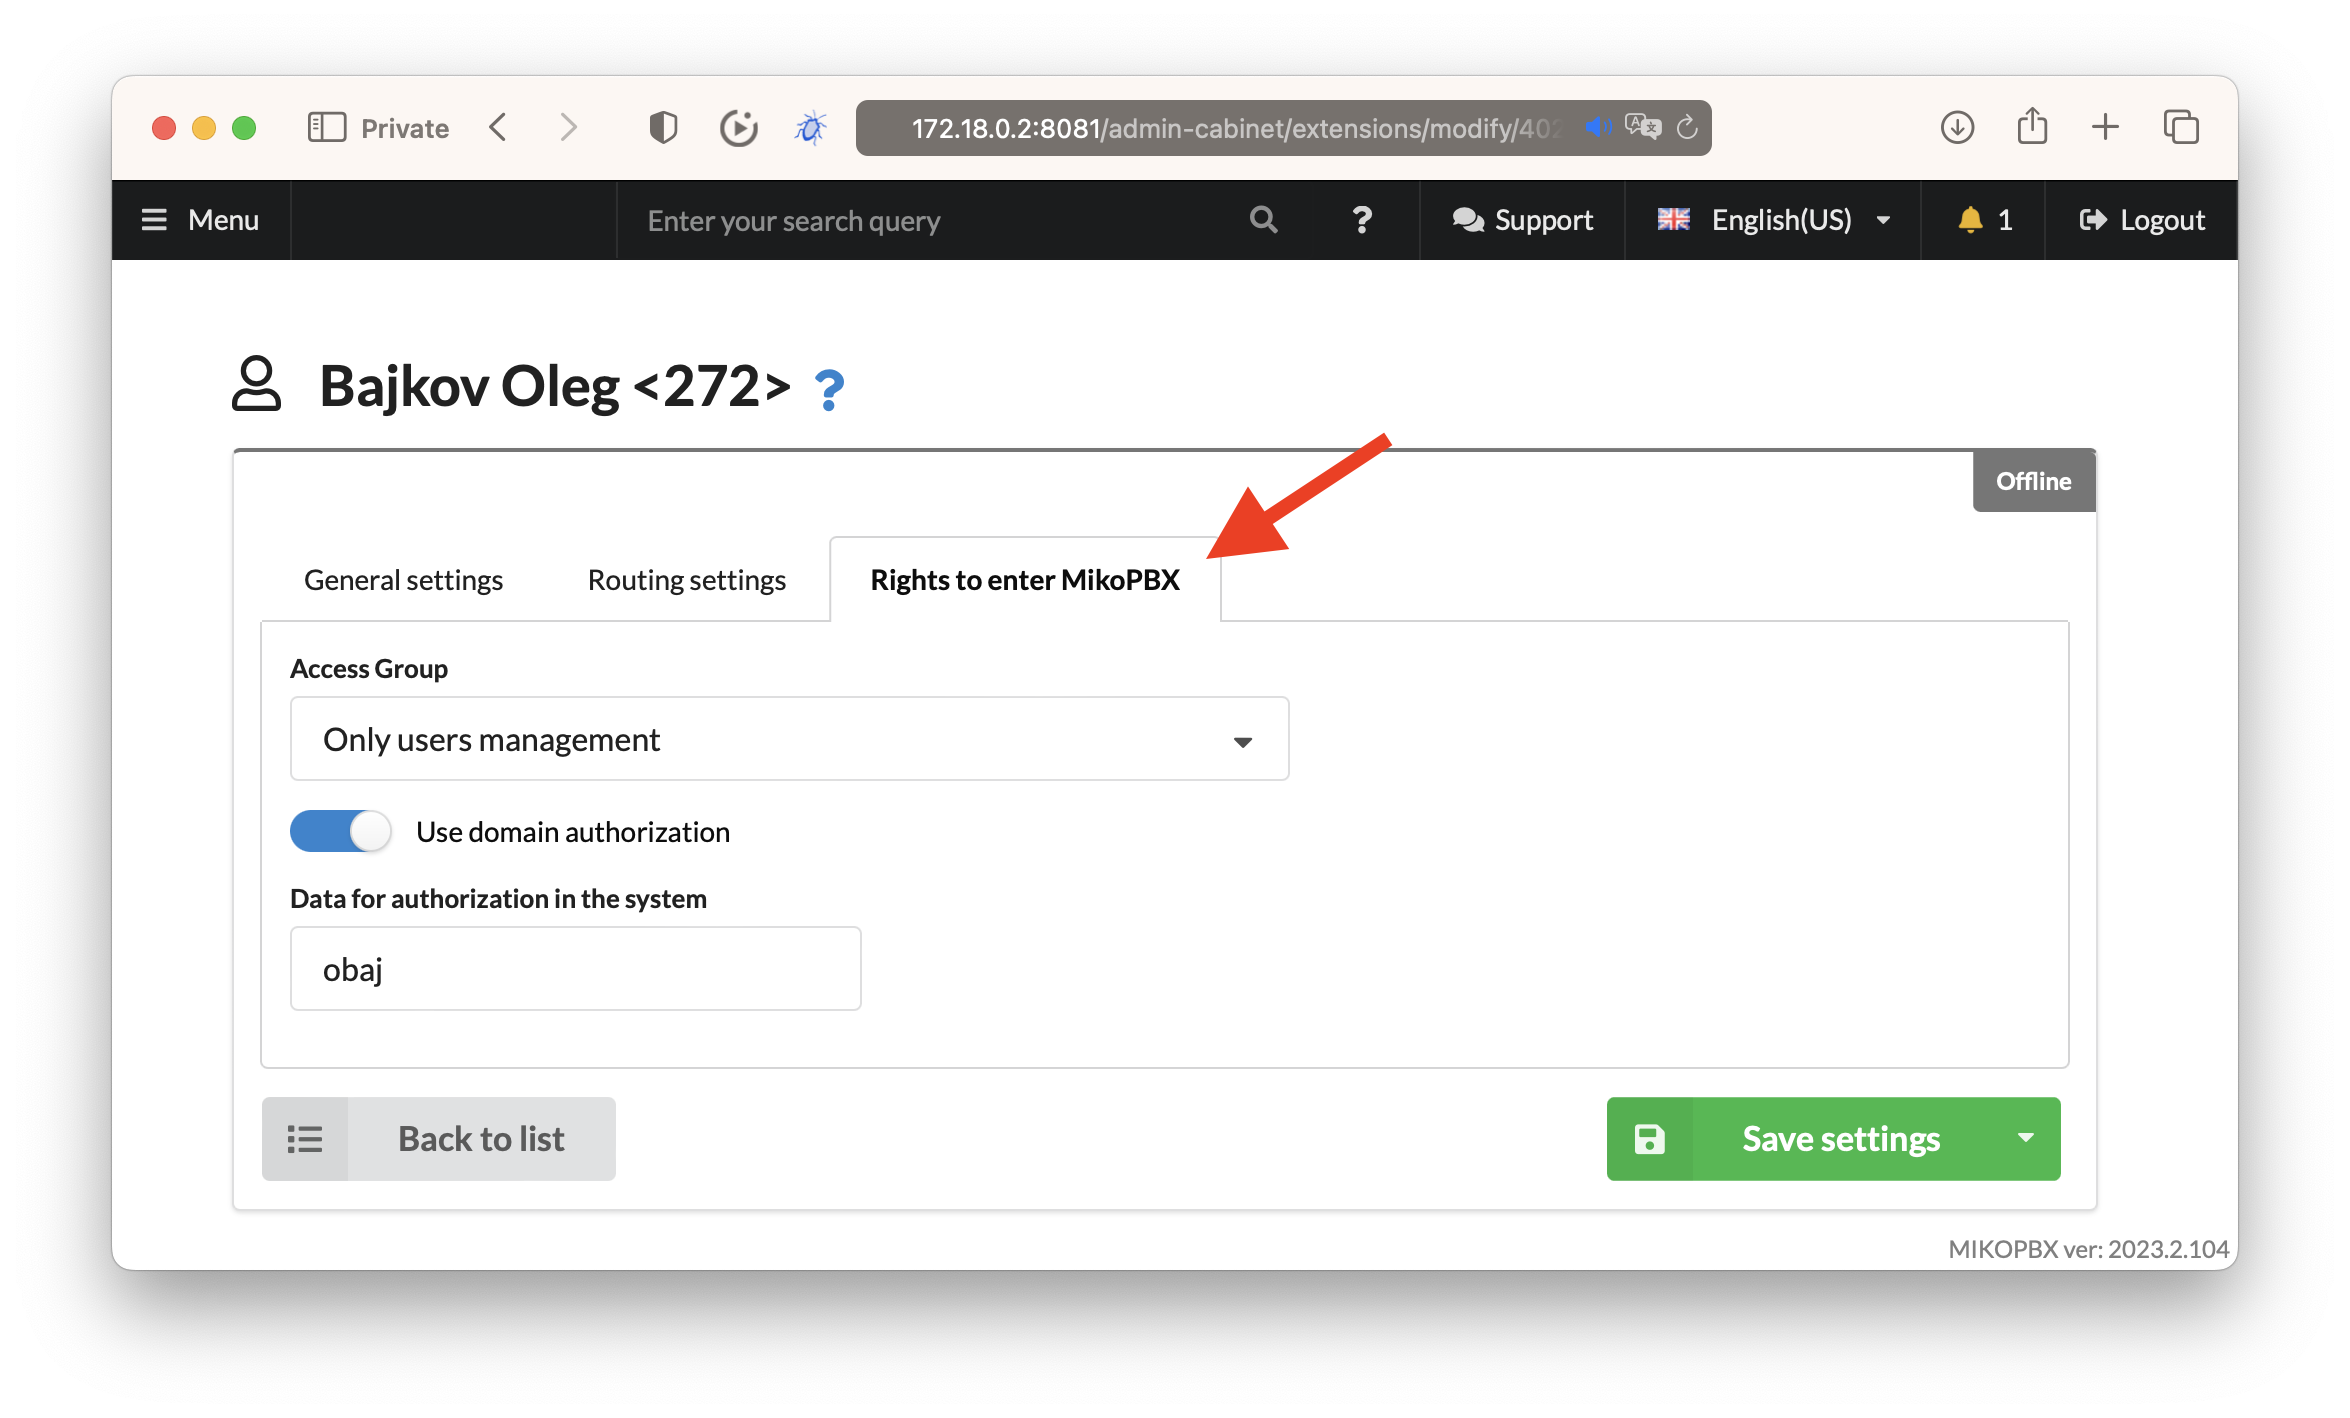 Private
172.18.0.2:8081/admin-cabinet/extensions/modify/402
Menu
Enter your search query
?
Support
English(US)
1
Logout
Bajkov Oleg <272> ?
Offline
General settings
Routing settings
Rights to enter MikoPBX
Access Group
Only users management
Use domain authorization
Data for authorization in the system
obaj
Back to list
Save settings
MIKOPBX ver: 2023.2.104